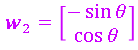 𝒘₂ = [− sin θ
cos θ]